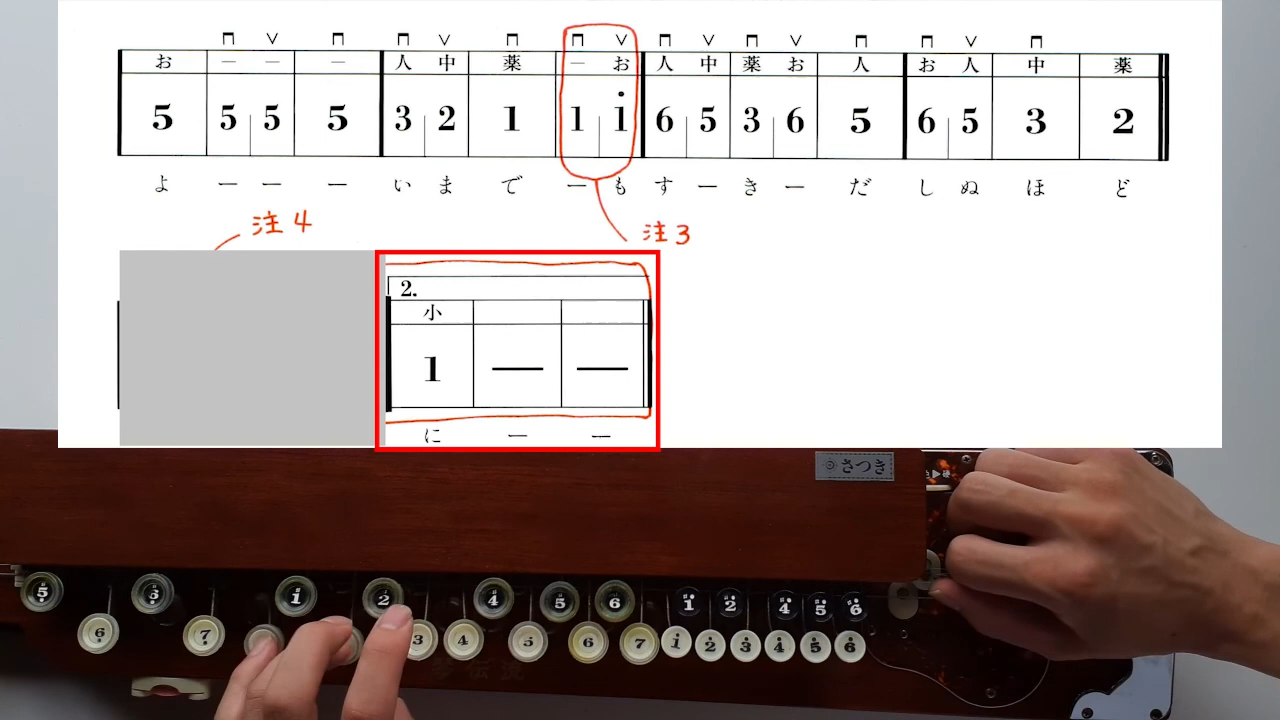 お 一 一 一 人 中 薬 一 お 人 中 薬 お 人 お 人 中 薬
5 5 5 5 3 2 1 1 i 6 5 3 6 5 6 5 3 2
よ ー ー ー い ま で ー も す ー き ー だ し ぬ ほ ど
注4
注3
2.
小
1 — —
に ー ー
さつき
5 6 1 2 4 5 6 1 2 4 5 6
6 7 3 4 5 6 7 1 2 3 4 5 6